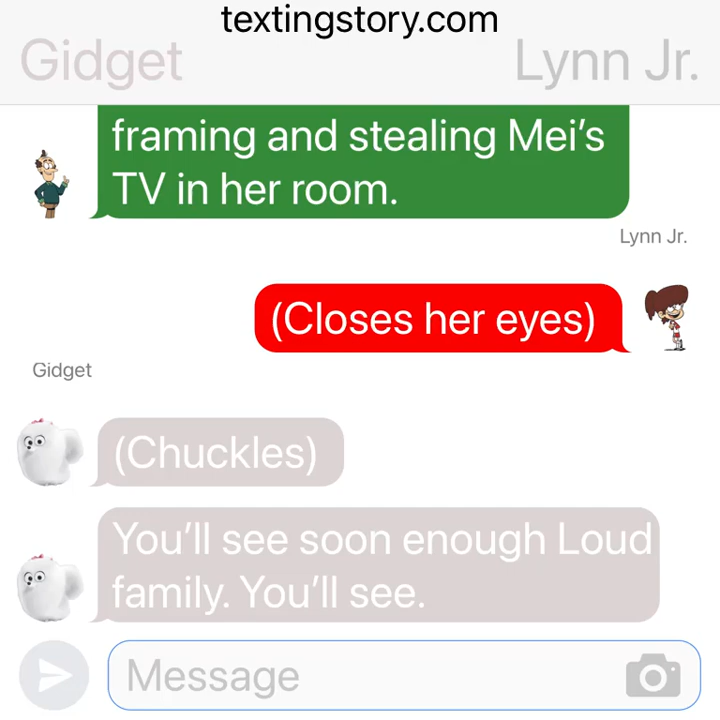 textingstory.com
Gidget
Lynn Jr.
framing and stealing Mei's
TV in her room.
Lynn Jr.
(Closes her eyes)
Gidget
(Chuckles)
You'll see soon enough Loud
family. You'll see.
Message